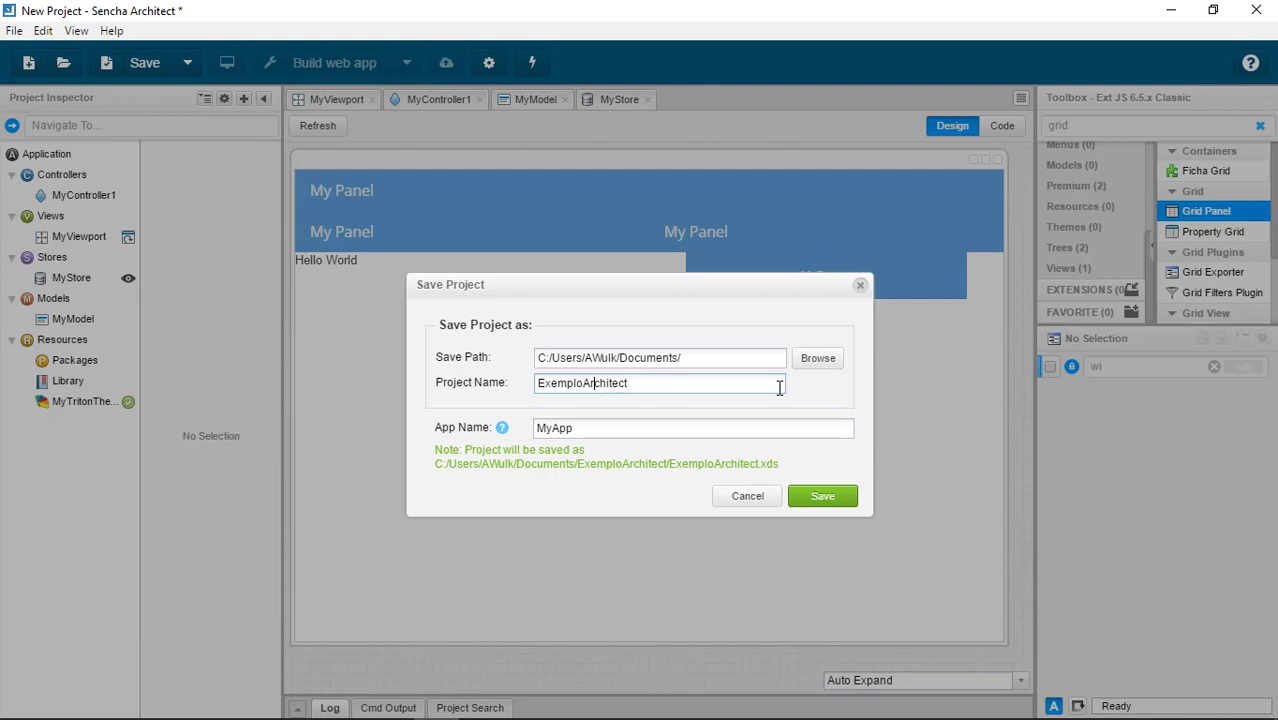 New Project - Sencha Architect *
File Edit View Help
Save Build web app
Project Inspector
Navigate To...
Application
Controllers
MyController1
Views
MyViewport
Stores
MyStore
Models
MyModel
Resources
Packages
Library
MyTritonThe...
No Selection
MyViewport MyController1 MyModel MyStore
Refresh Design Code
My Panel
My Panel My Panel
Hello World
Save Project
Save Project as:
Save Path: C:/Users/AWulk/Documents/ Browse
Project Name: ExemploArchitect
App Name: ? MyApp
Note: Project will be saved as
C:/Users/AWulk/Documents/ExemploArchitect/ExemploArchitect.xds
Cancel Save
Auto Expand
Log Cmd Output Project Search
Toolbox - Ext JS 6.5.x Classic
grid
Menus (0)
Models (0)
Premium (2)
Resources (0)
Themes (0)
Trees (2)
Views (1)
EXTENSIONS (0
FAVORITE (0)
Containers
Ficha Grid
Grid
Grid Panel
Property Grid
Grid Plugins
Grid Exporter
Grid Filters Plugin
Grid View
No Selection
wi Add
Ready